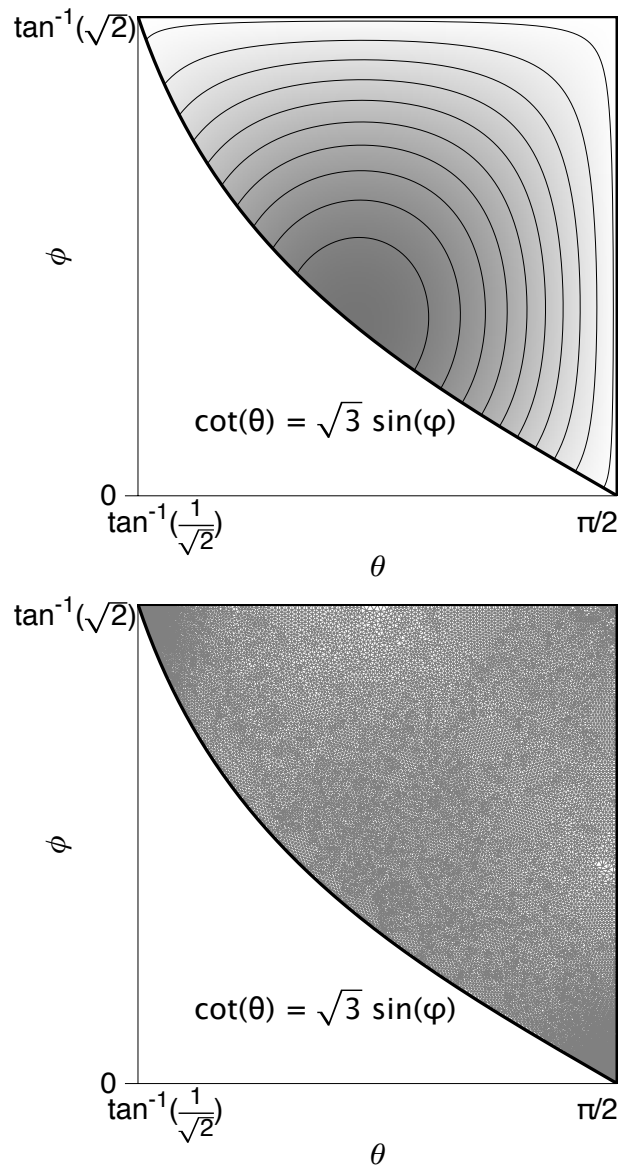 tan⁻¹(√2)
φ
cot(θ) = √3 sin(φ)
0
tan⁻¹(1/√2)
π/2
θ
tan⁻¹(√2)
φ
cot(θ) = √3 sin(φ)
0
tan⁻¹(1/√2)
π/2
θ